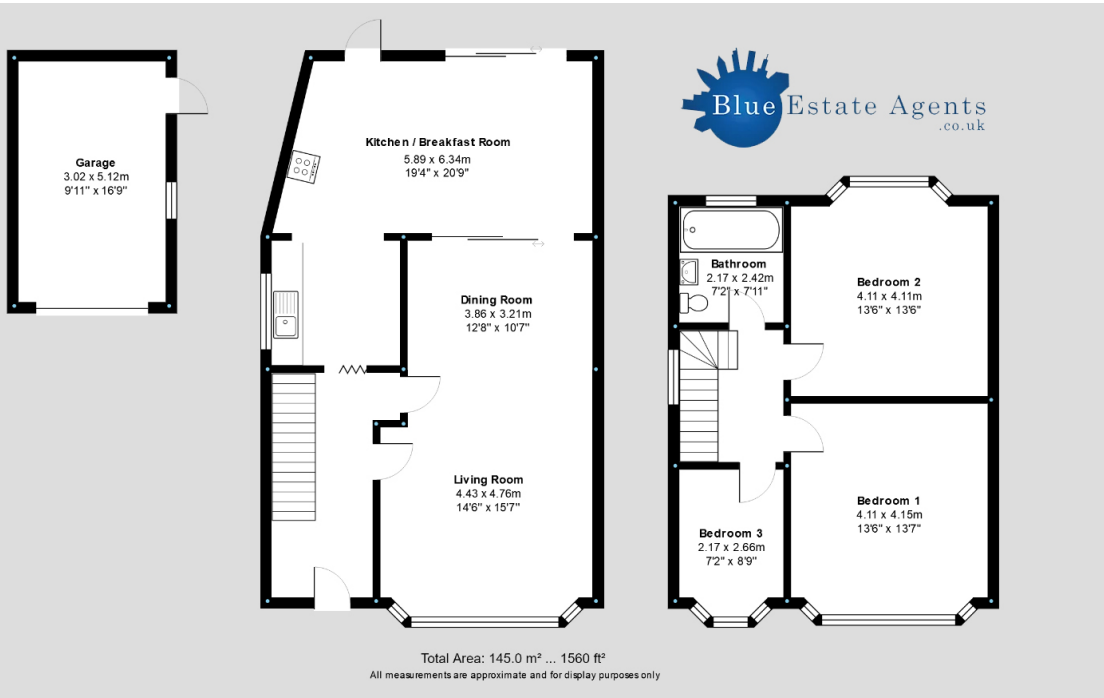 Blue Estate Agents
.co.uk
Garage
3.02 x 5.12m
9'11" x 16'9"
Kitchen / Breakfast Room
5.89 x 6.34m
19'4" x 20'9"
Dining Room
3.86 x 3.21m
12'8" x 10'7"
Living Room
4.43 x 4.76m
14'6" x 15'7"
Bathroom
2.17 x 2.42m
7'2" x 7'11"
Bedroom 2
4.11 x 4.11m
13'6" x 13'6"
Bedroom 1
4.11 x 4.15m
13'6" x 13'7"
Bedroom 3
2.17 x 2.66m
7'2" x 8'9"
Total Area: 145.0 m² ... 1560 ft²
All measurements are approximate and for display purposes only